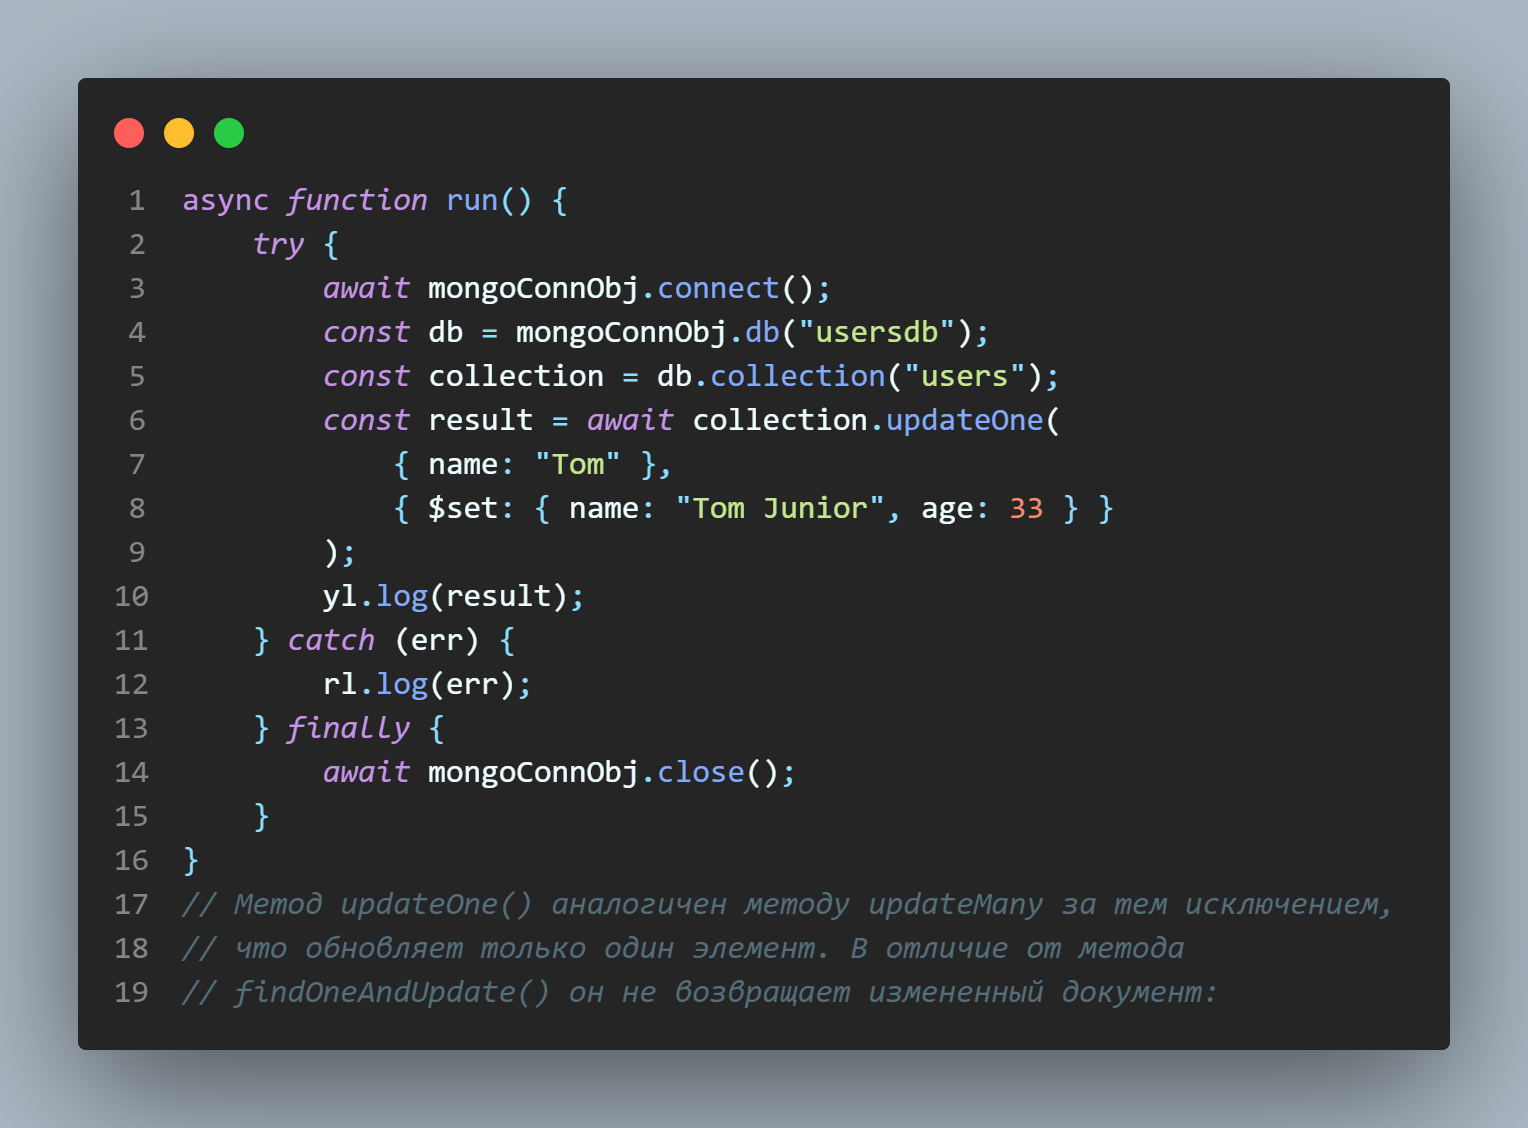 1 async function run() {
2     try {
3         await mongoConnObj.connect();
4         const db = mongoConnObj.db("usersdb");
5         const collection = db.collection("users");
6         const result = await collection.updateOne(
7             { name: "Tom" },
8             { $set: { name: "Tom Junior", age: 33 } }
9         );
10         yl.log(result);
11     } catch (err) {
12         rl.log(err);
13     } finally {
14         await mongoConnObj.close();
15     }
16 }
17 // Метод updateOne() аналогичен методу updateMany за тем исключением,
18 // что обновляет только один элемент. В отличие от метода
19 // findOneAndUpdate() он не возвращает измененный документ: